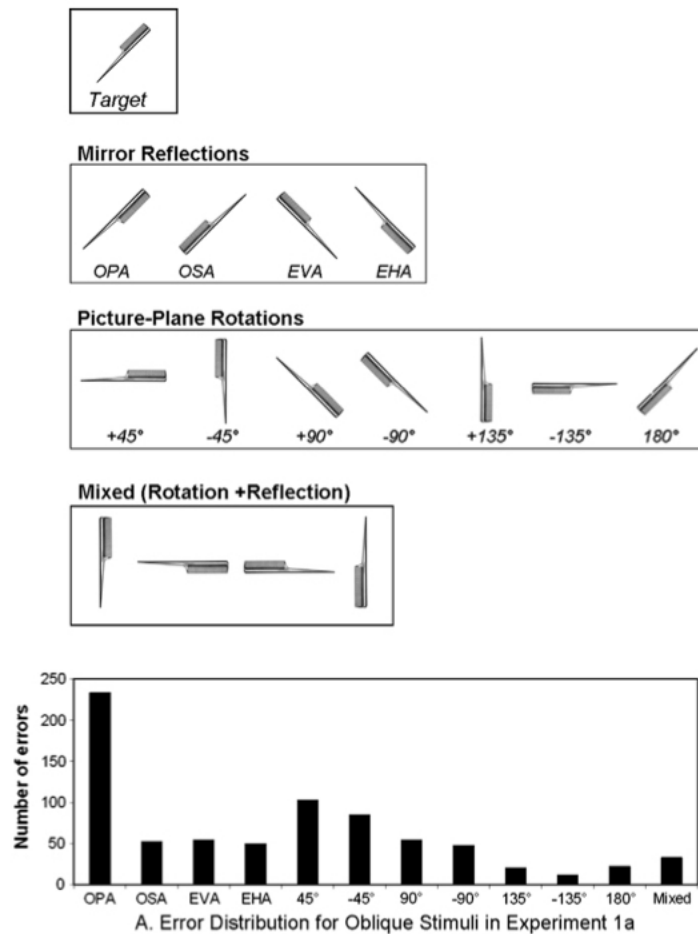 Target
Mirror Reflections
OPA OSA EVA EHA
Picture-Plane Rotations
+45° -45° +90° -90° +135° -135° 180°
Mixed (Rotation +Reflection)
250
200
150
100
50
0
Number of errors
OPA OSA EVA EHA 45° -45° 90° -90° 135° -135° 180° Mixed
A. Error Distribution for Oblique Stimuli in Experiment 1a